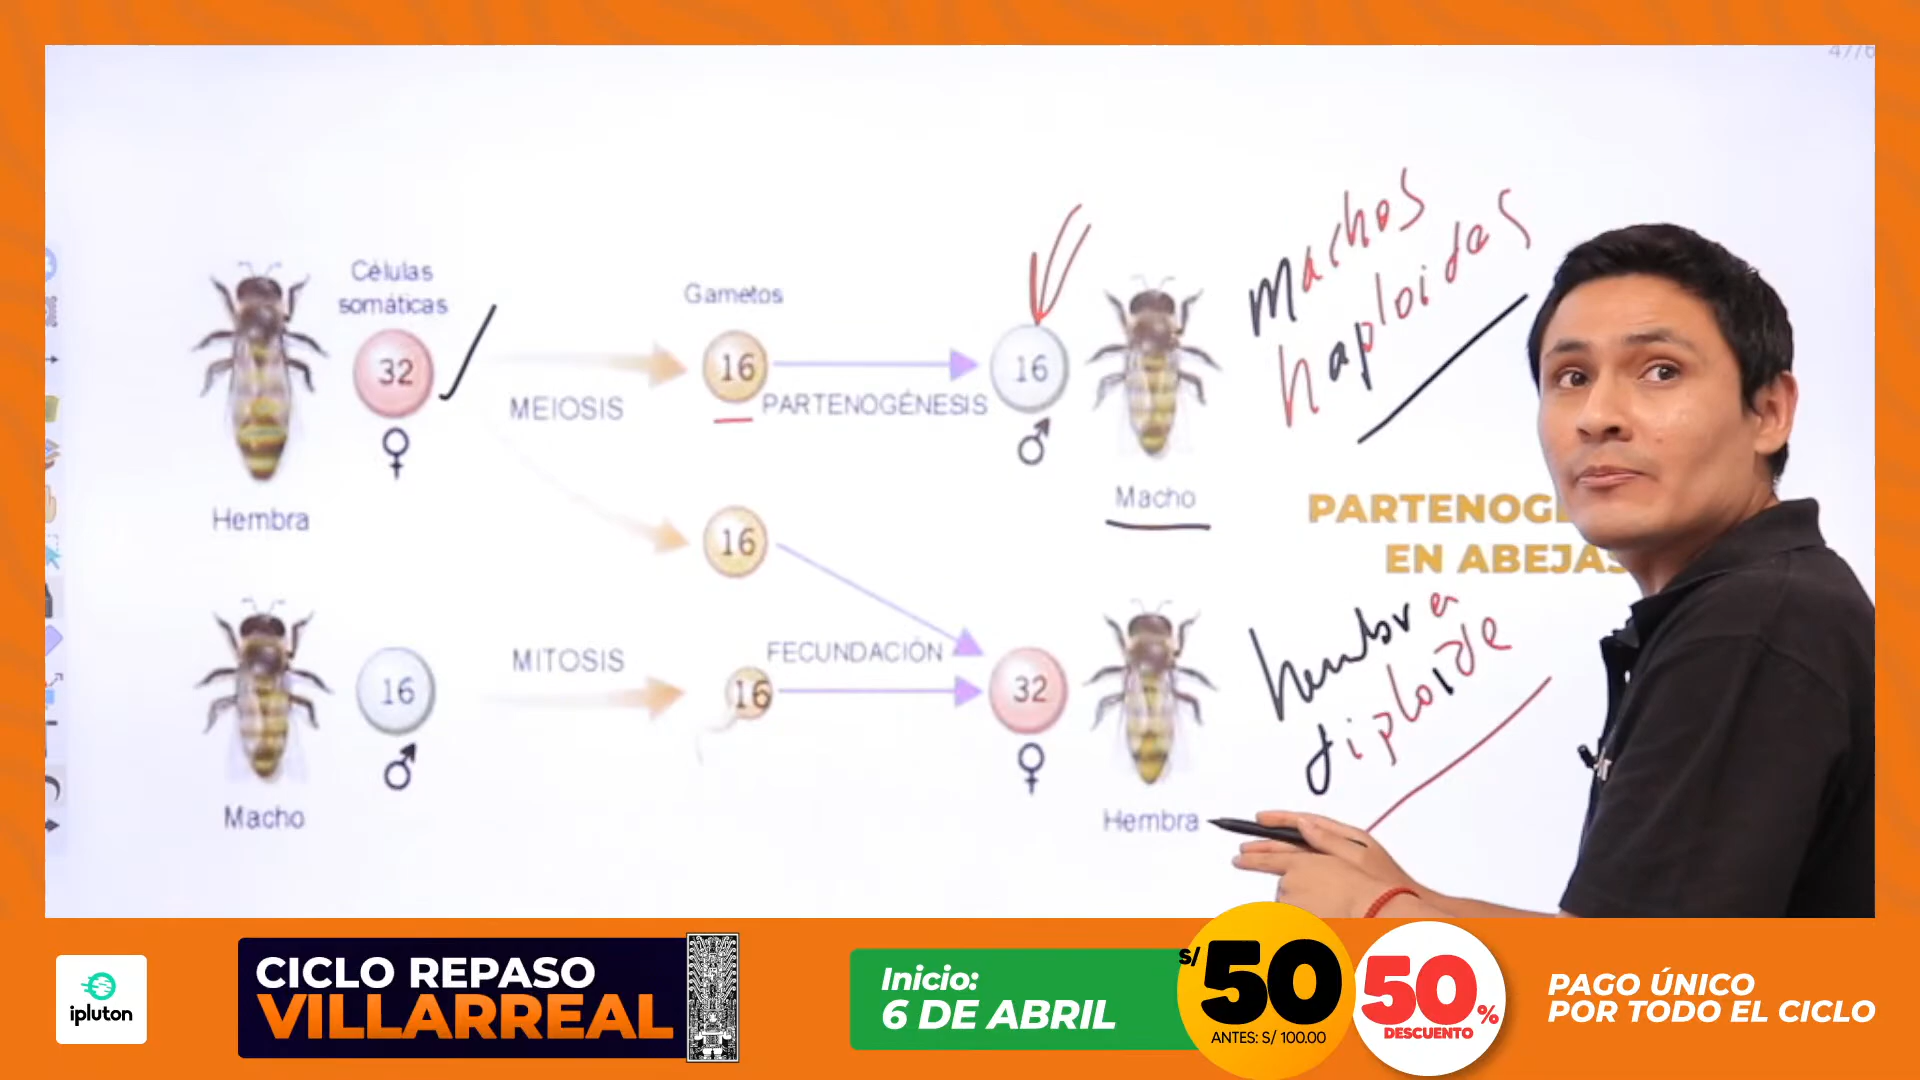 Células
somáticas
32
Hembra
MEIOSIS
Gametos
16
PARTENOGÉNESIS
16
Macho
machos
haploides
16
EN ABEJAS
MITOSIS
16
16
FECUNDACIÓN
32
Macho
Hembra
hembra
diploide
ipluton
CICLO REPASO
VILLARREAL
Inicio:
6 DE ABRIL
S/ 50
ANTES: S/ 100.00
50%
DESCUENTO
PAGO ÚNICO
POR TODO EL CICLO